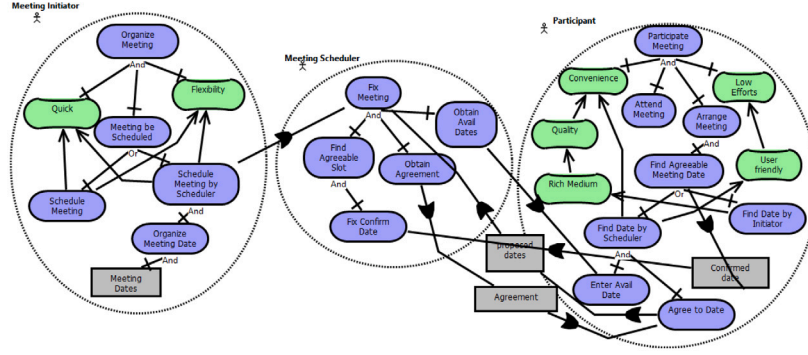 Meeting Initiator
Organize
Meeting
And
Quick
Flexibility
Meeting be
Scheduled
Or
Schedule
Meeting
Schedule
Meeting by
Scheduler
And
Organize
Meeting Date
And
Meeting
Dates
Meeting Scheduler
Fix
Meeting
And
Obtain
Avail Dates
Find
Agreeable
Slot
Obtain
Agreement
And
Fix Confirm
Date
proposed
dates
Agreement
Participant
Participate
Meeting
And
Convenience
Low
Efforts
Attend
Meeting
Arrange
Meeting
Quality
And
Find Agreeable
Meeting Date
User
friendly
Rich Medium
Or
Find Date by
Scheduler
Find Date by
Initiator
And
Confirmed
date
Enter Avail
Date
Agree to Date